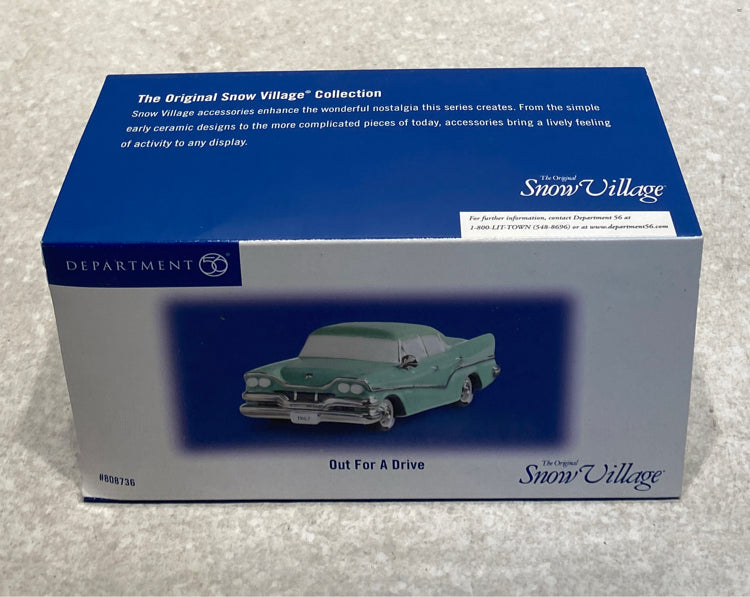 The Original Snow Village® Collection
Snow Village accessories enhance the wonderful nostalgia this series creates. From the simple
early ceramic designs to the more complicated pieces of today, accessories bring a lively feeling
of activity to any display.
The Original
Snow Village
For further information, contact Department 56 at
1-800-LIT-TOWN (548-8696) or at www.department56.com
DEPARTMENT 56®
Out For A Drive
#808736
The Original
Snow Village